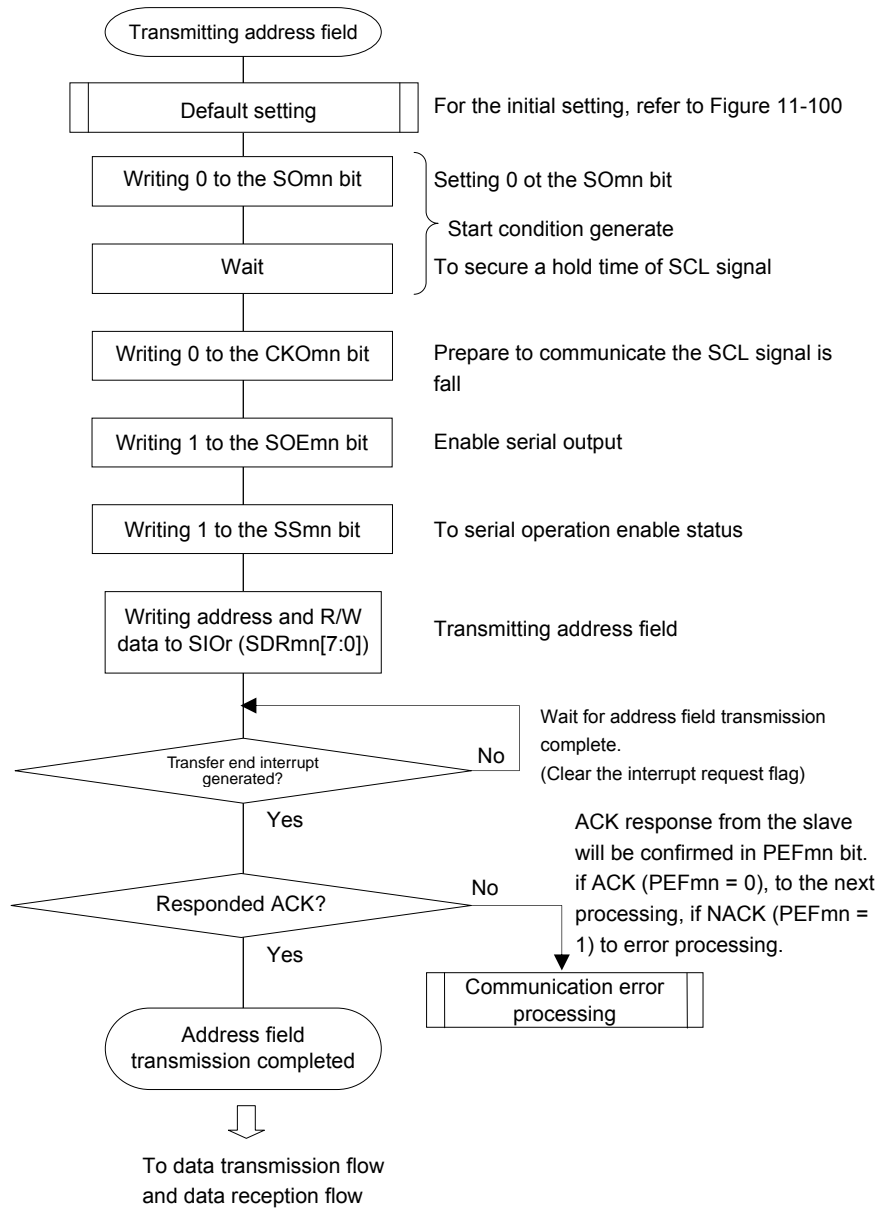 Transmitting address field
Default setting
For the initial setting, refer to Figure 11-100
Writing 0 to the SOmn bit
Setting 0 ot the SOmn bit
Start condition generate
Wait
To secure a hold time of SCL signal
Writing 0 to the CKOmn bit
Prepare to communicate the SCL signal is
fall
Writing 1 to the SOEmn bit
Enable serial output
Writing 1 to the SSmn bit
To serial operation enable status
Writing address and R/W
data to SIOr (SDRmn[7:0])
Transmitting address field
Transfer end interrupt
generated?
No
Wait for address field transmission
complete.
(Clear the interrupt request flag)
Yes
Responded ACK?
No
ACK response from the slave
will be confirmed in PEFmn bit.
if ACK (PEFmn = 0), to the next
processing, if NACK (PEFmn =
1) to error processing.
Yes
Communication error
processing
Address field
transmission completed
To data transmission flow
and data reception flow